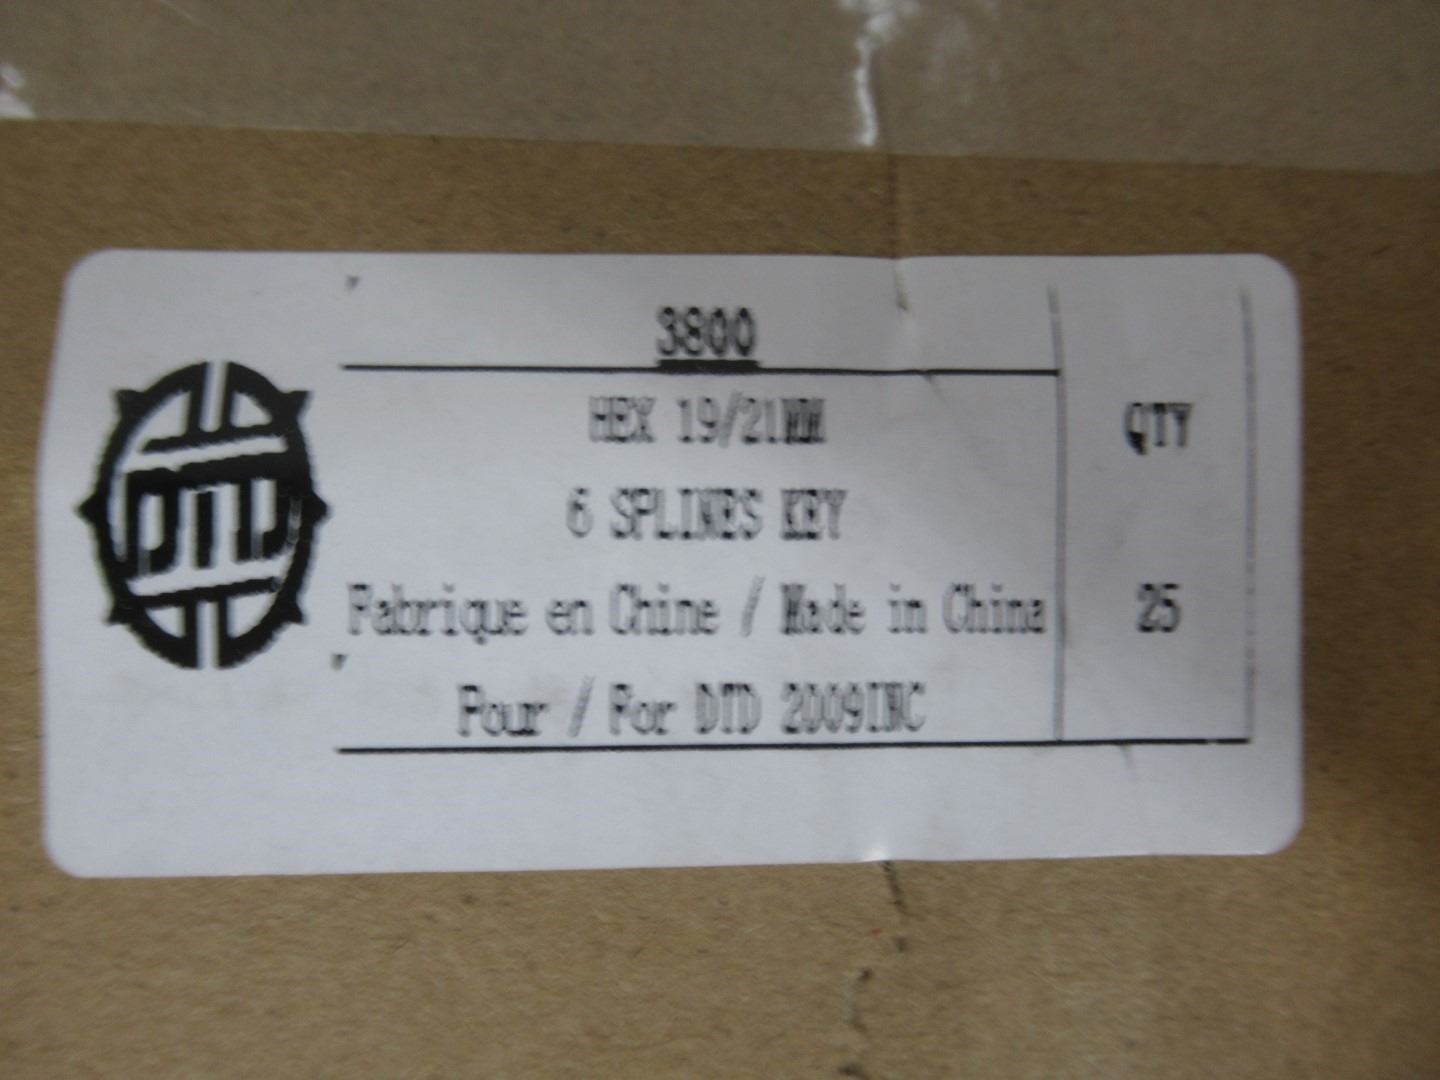 3800
HEX 19/21MM
6 SPLINES KEY
Fabrique en Chine / Made in China
Pour / For DTD 2009INC
QTY
25
DTD